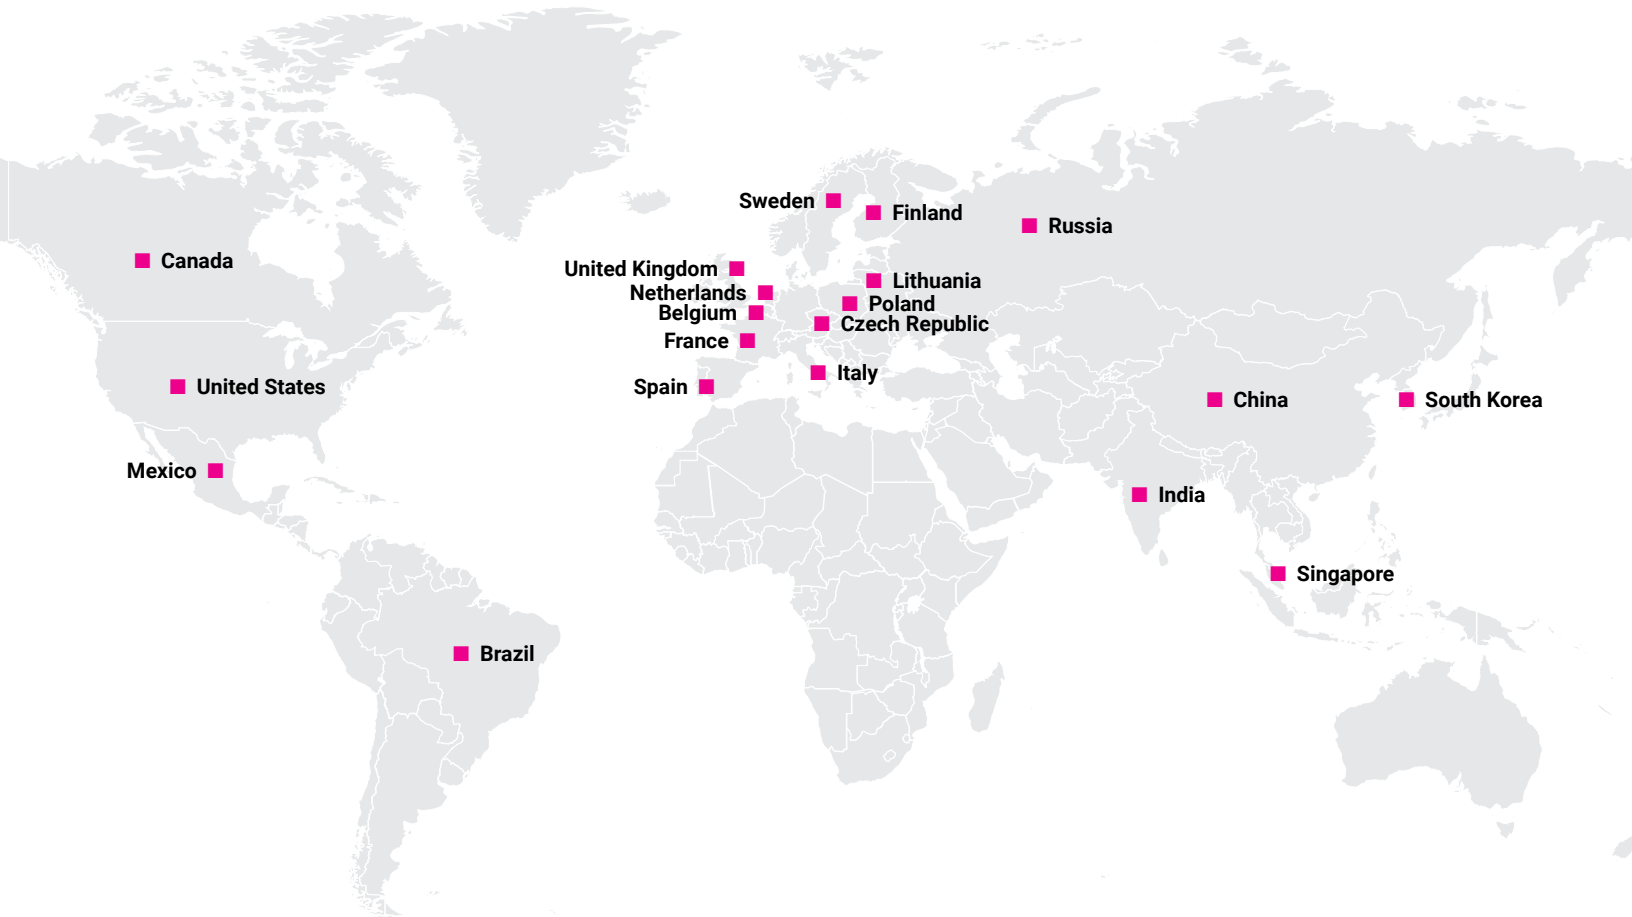 Sweden
Finland
Russia
Canada
United Kingdom
Lithuania
Netherlands
Poland
Belgium
Czech Republic
France
Italy
United States
Spain
China
South Korea
Mexico
India
Singapore
Brazil